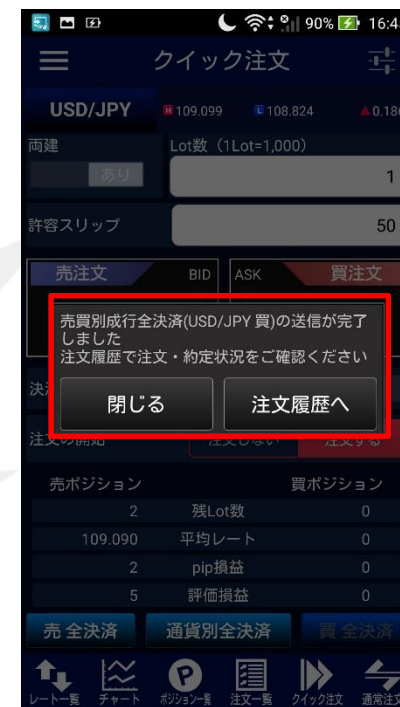 90% 16:4
クイック注文
USD/JPY H 109.099 L 108.824 ▲0.18
両建 Lot数（1Lot=1,000）
あり 1
許容スリップ 50
売注文 BID ASK 買注文
売買別成行全決済(USD/JPY 買)の送信が完了
しました
注文履歴で注文・約定状況をご確認ください
決
閉じる 注文履歴へ
注文の開始 注文しない 注文する
売ポジション 買ポジション
2 残Lot数 0
109.090 平均レート 0
2 pip損益 0
5 評価損益 0
売 全決済 通貨別全決済 買 全決済
レート一覧 チャート ポジション一覧 注文一覧 クイック注文 通常注文